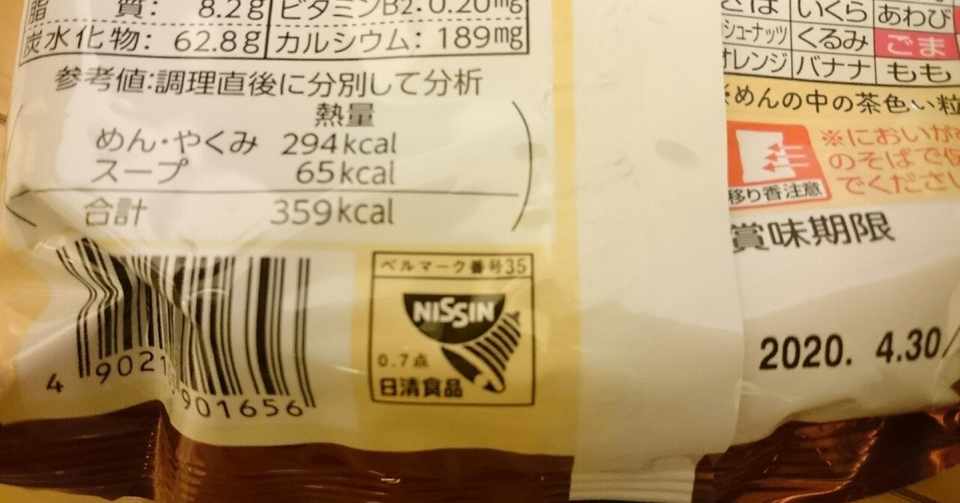 脂 質: 8.2g ビタミンB2: 0.20mg
炭水化物: 62.8g カルシウム: 189mg
参考値:調理直後に分別して分析
熱量
めん・やくみ 294kcal
スープ 65kcal
合計 359kcal
ベルマーク番号35
NISSIN
0.7点
日清食品
4 9021 901656
さば いくら あわび
シューナッツ くるみ ごま
オレンジ バナナ もも
※めんの中の茶色い粒
※においが
のそばで保
でくださ
移り香注意
賞味期限
2020. 4.30/